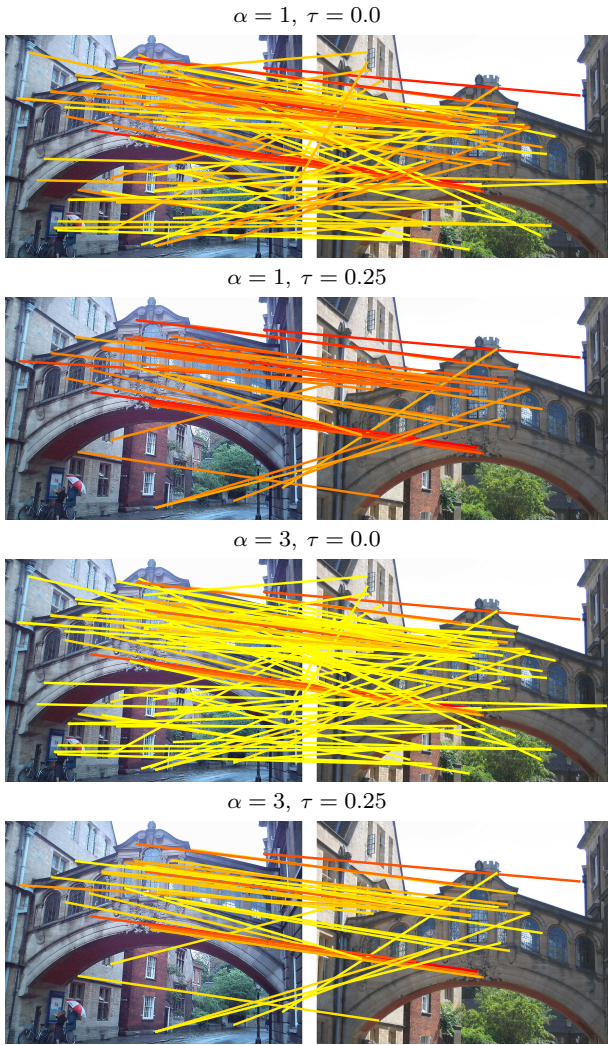 α = 1, τ = 0.0
α = 1, τ = 0.25
α = 3, τ = 0.0
α = 3, τ = 0.25